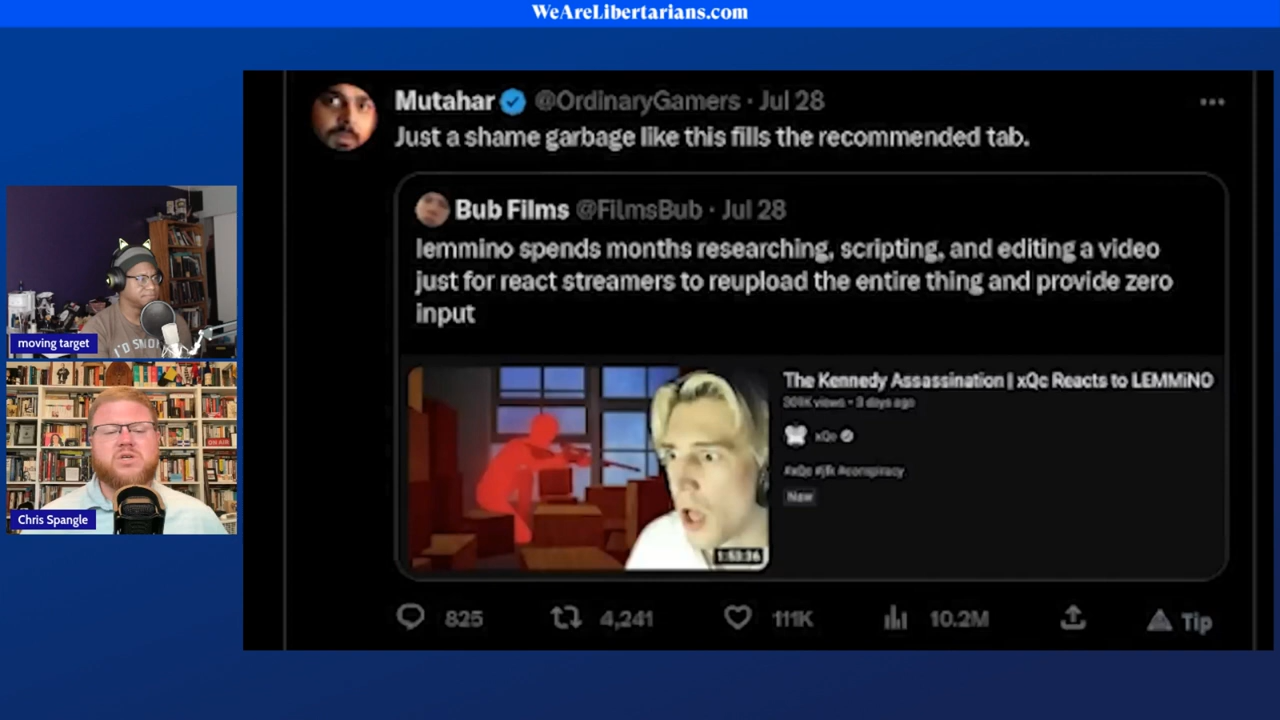 WeAreLibertarians.com
Mutahar @OrdinaryGamers · Jul 28
Just a shame garbage like this fills the recommended tab.
Bub Films @FilmsBub · Jul 28
lemmino spends months researching, scripting, and editing a video
just for react streamers to reupload the entire thing and provide zero
input
The Kennedy Assassination | xQc Reacts to LEMMiNO
views · 3 days ago
xQc
#xQc #jfk #conspiracy
New
1:53:36
825
4,241
111K
10.2M
Tip
moving target
I'D
ON AIR
Chris Spangle